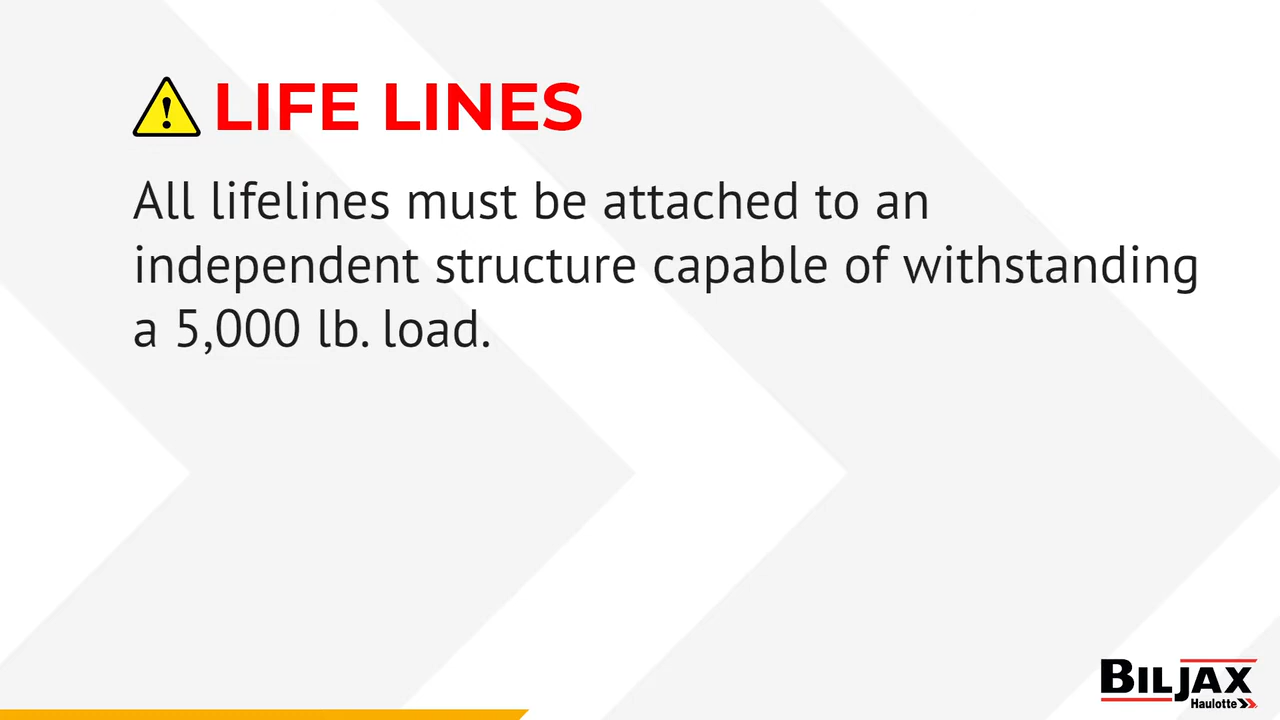 LIFE LINES
All lifelines must be attached to an
independent structure capable of withstanding
a 5,000 lb. load.
BILJAX
Haulotte